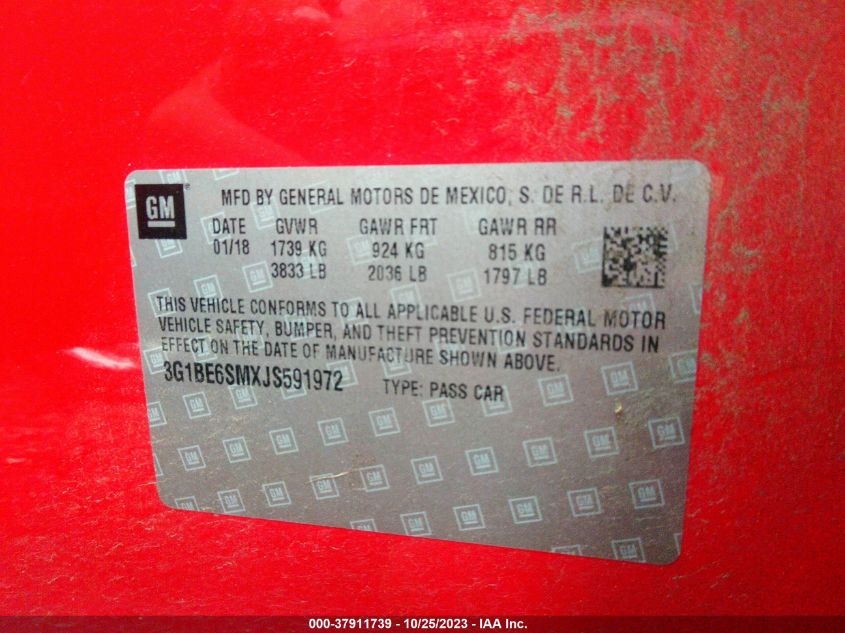 GM ® MFD BY GENERAL MOTORS DE MEXICO, S. DE R.L. DE C.V.
DATE GVWR GAWR FRT GAWR RR
01/18 1739 KG 924 KG 815 KG
3833 LB 2036 LB 1797 LB
THIS VEHICLE CONFORMS TO ALL APPLICABLE U.S. FEDERAL MOTOR
VEHICLE SAFETY, BUMPER, AND THEFT PREVENTION STANDARDS IN
EFFECT ON THE DATE OF MANUFACTURE SHOWN ABOVE.
3G1BE6SMXJS591972 TYPE: PASS CAR
000-37911739 - 10/25/2023 - IAA Inc.